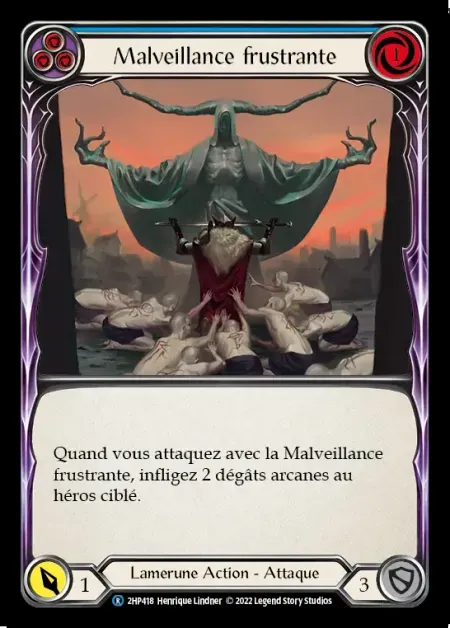 Malveillance frustrante
1
Quand vous attaquez avec la Malveillance
frustrante, infligez 2 dégâts arcanes au
héros ciblé.
1
Lamerune Action - Attaque
3
R 2HP418 Henrique Lindner © 2022 Legend Story Studios